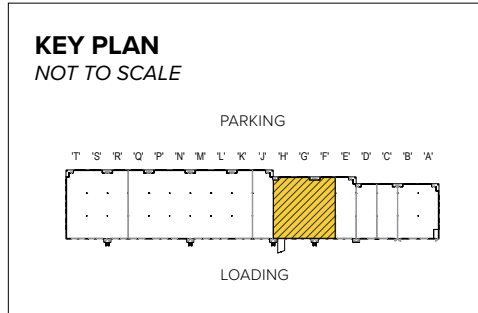 KEY PLAN
NOT TO SCALE
PARKING
'T' 'S' 'R' 'Q' 'P' 'N' 'M' 'L' 'K' 'J' 'H' 'G' 'F' 'E' 'D' 'C' 'B' 'A'
LOADING